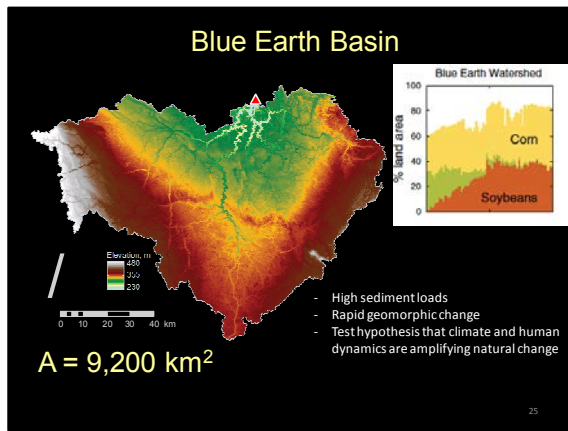 Blue Earth Basin
Blue Earth Watershed
% land area
100
80
60
40
20
0
Corn
Soybeans
Elevation, m
480
355
230
0 10 20 30 40
km
- High sediment loads
- Rapid geomorphic change
- Test hypothesis that climate and human
dynamics are amplifying natural change
A = 9,200 km²
25